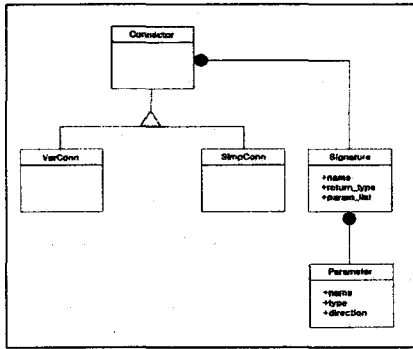 Connector
VarConn
SimpConn
Signature
+name
+return_type
+param_list
Parameter
+name
+type
+direction